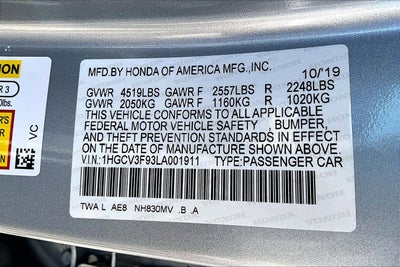 MFD.BY HONDA OF AMERICA MFG.,INC. 10/19
GVWR 4519LBS GAWR F 2557LBS R 2248LBS
GVWR 2050KG GAWR F 1160KG R 1020KG
THIS VEHICLE CONFORMS TO ALL APPLICABLE
FEDERAL MOTOR VEHICLE SAFETY , BUMPER,
AND THEFT PREVENTION STANDARDS IN EFFECT
ON THE DATE OF MANUFACTURE SHOWN ABOVE.
V.I.N: 1HGCV3F93LA001911 TYPE:PASSENGER CAR
TWA L AE8 NH830MV .B .A
VC